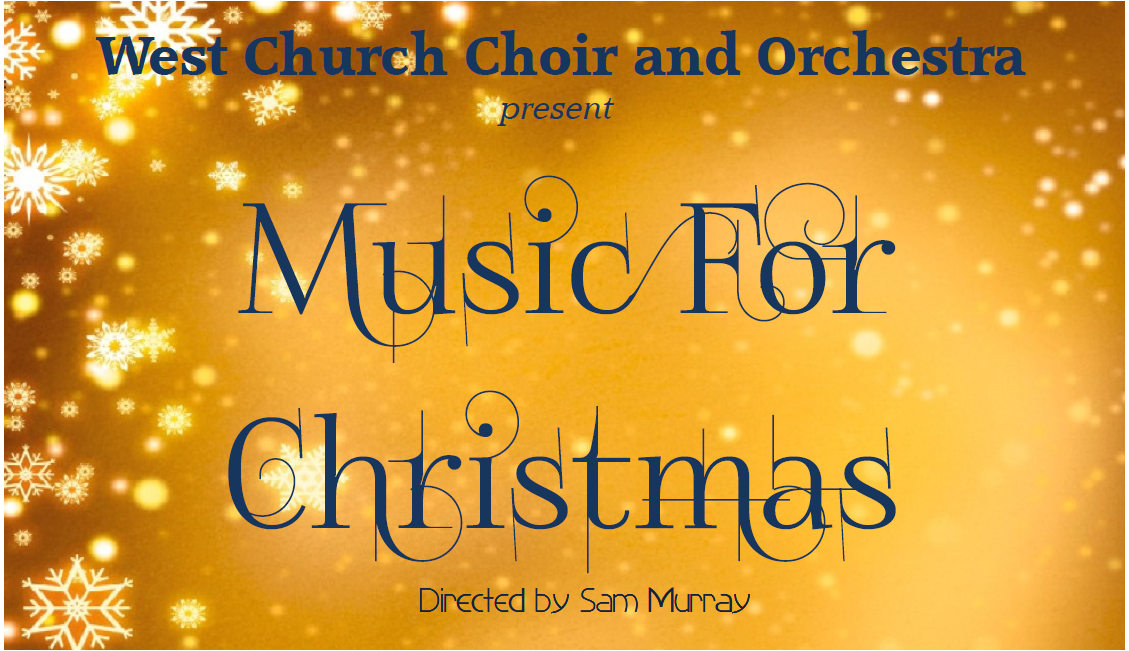 West Church Choir and Orchestra
present
Music For
Christmas
Directed by Sam Murray